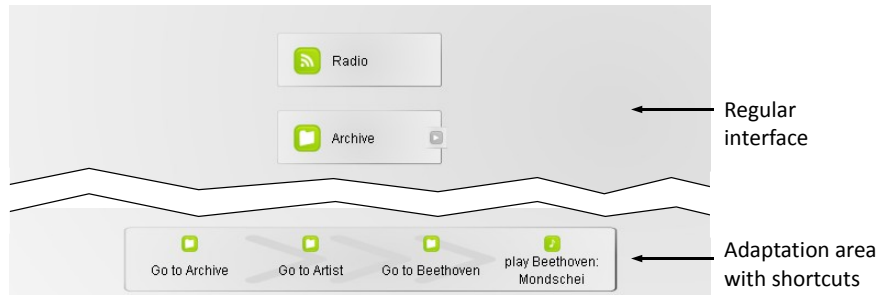 Radio
Archive
Regular
interface
Go to Archive
Go to Artist
Go to Beethoven
play Beethoven:
Mondschei
Adaptation area
with shortcuts